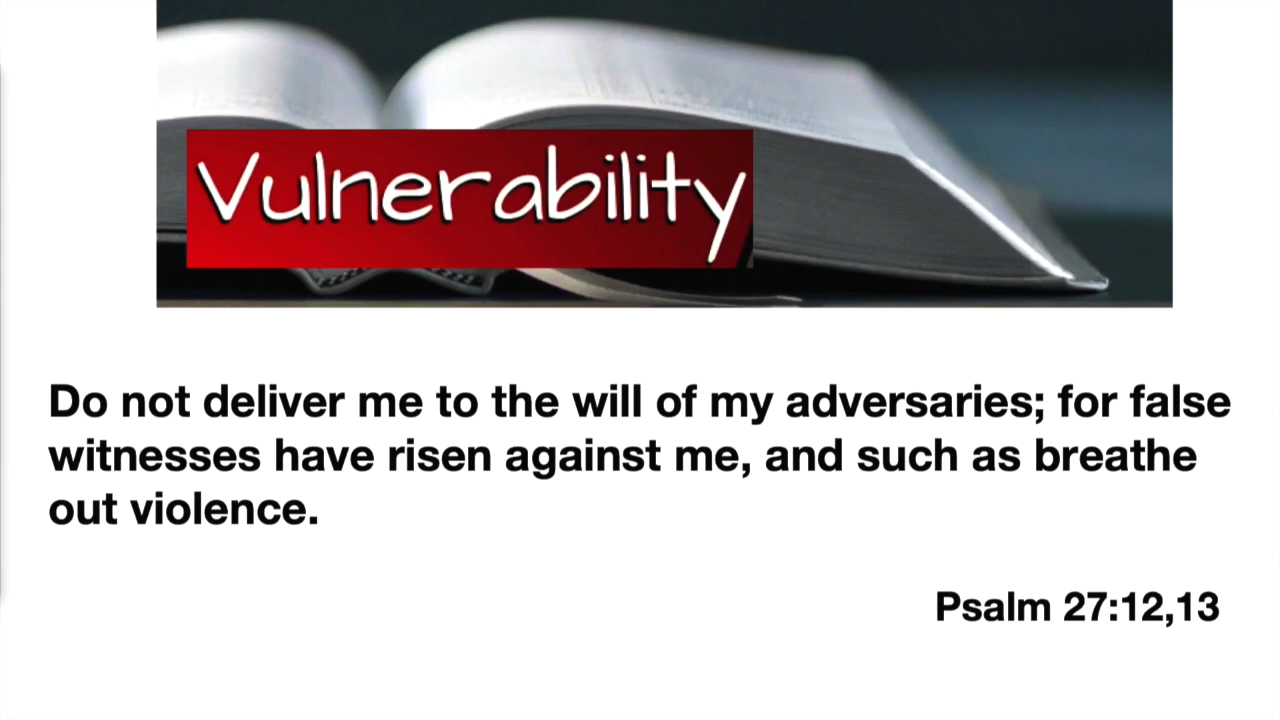 Vulnerability
Do not deliver me to the will of my adversaries; for false
witnesses have risen against me, and such as breathe
out violence.
Psalm 27:12,13